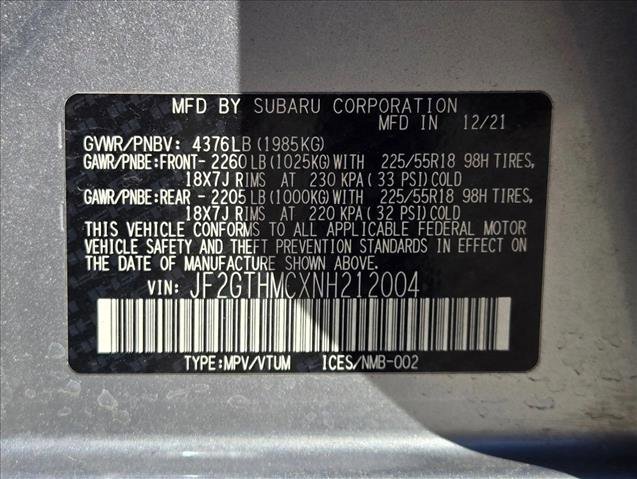 MFD BY SUBARU CORPORATION
MFD IN 12/21
GVWR/PNBV: 4376LB (1985KG)
GAWR/PNBE:FRONT- 2260 LB (1025KG) WITH 225/55R18 98H TIRES,
18X7J RIMS AT 230 KPA (33 PSI) COLD
GAWR/PNBE:REAR - 2205 LB (1000KG) WITH 225/55R18 98H TIRES,
18X7J RIMS AT 220 KPA (32 PSI) COLD
THIS VEHICLE CONFORMS TO ALL APPLICABLE FEDERAL MOTOR
VEHICLE SAFETY AND THEFT PREVENTION STANDARDS IN EFFECT ON
THE DATE OF MANUFACTURE SHOWN ABOVE.
VIN: JF2GTHMCXNH212004
TYPE:MPV/VTUM ICES/NMB-002